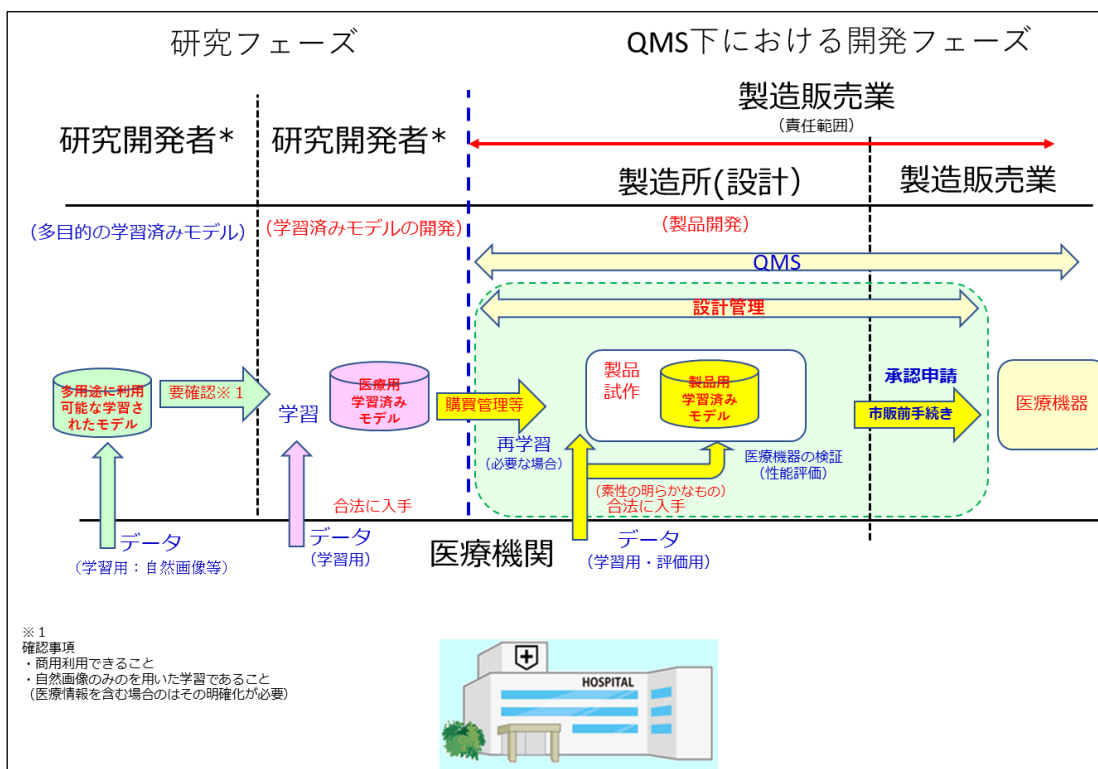 研究フェーズ
QMS下における開発フェーズ
製造販売業
(責任範囲)
研究開発者*
研究開発者*
製造所(設計)
製造販売業
(多目的の学習済みモデル)
(学習済みモデルの開発)
(製品開発)
QMS
設計管理
多用途に利用
可能な学習さ
れたモデル
要確認※1
学習
医療用
学習済み
モデル
購買管理等
再学習
(必要な場合)
製品
試作
製品用
学習済み
モデル
医療機器の検証
(性能評価)
承認申請
市販前手続き
医療機器
合法に入手
(素性の明らかなもの)
合法に入手
データ
(学習用:自然画像等)
データ
(学習用)
医療機関
データ
(学習用・評価用)
※1
確認事項
・商用利用できること
・自然画像のみのを用いた学習であること
(医療情報を含む場合のはその明確化が必要)
HOSPITAL